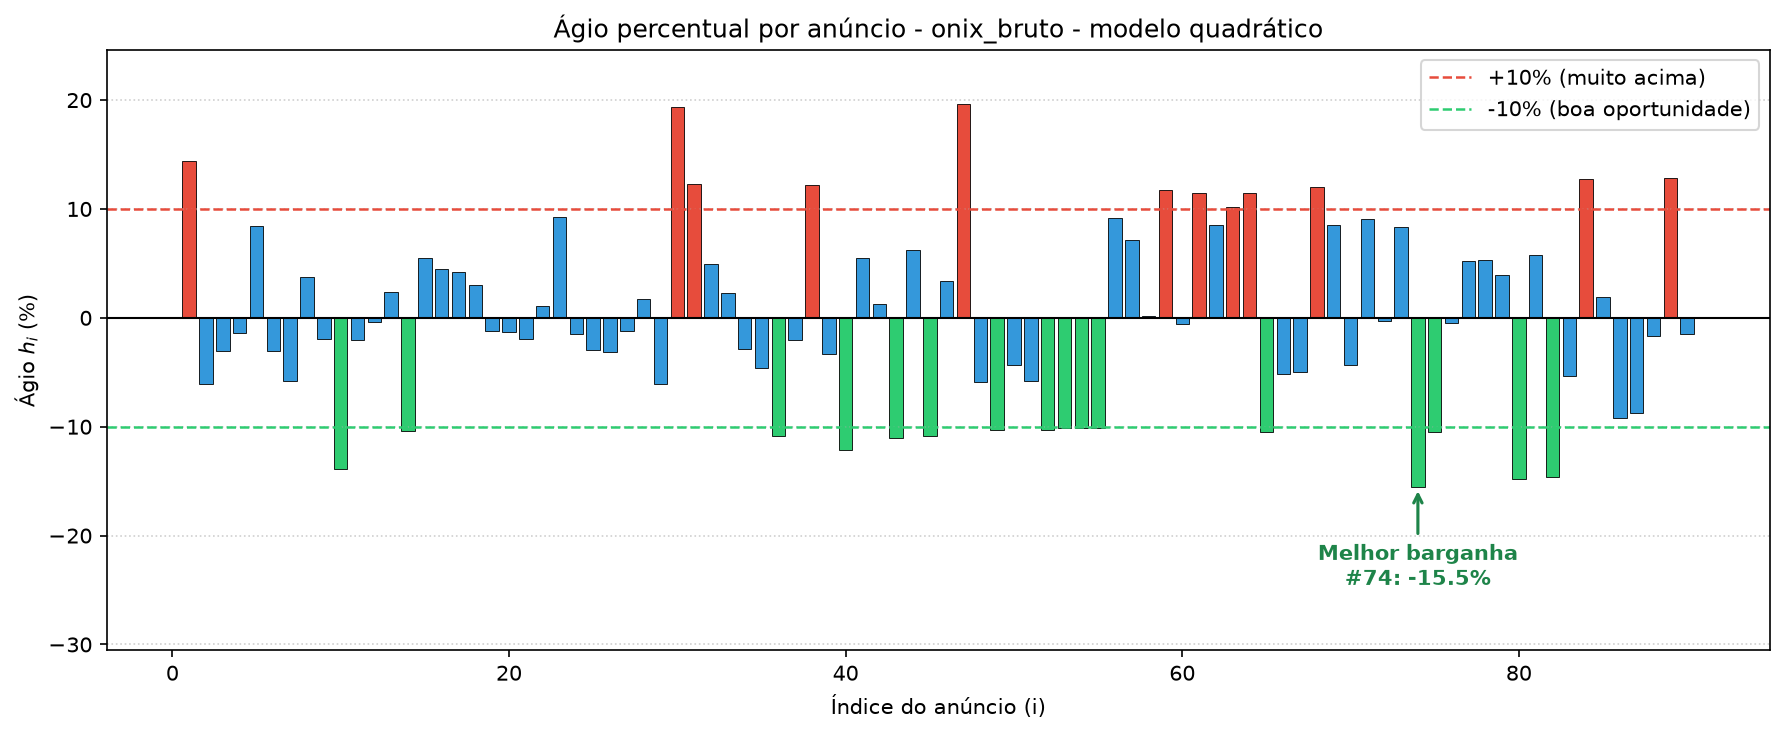 Ágio percentual por anúncio - onix_bruto - modelo quadrático
+10% (muito acima)
-10% (boa oportunidade)
20
10
0
−10
−20
−30
Ágio hᵢ (%)
Melhor barganha
#74: -15.5%
0 20 40 60 80
Índice do anúncio (i)